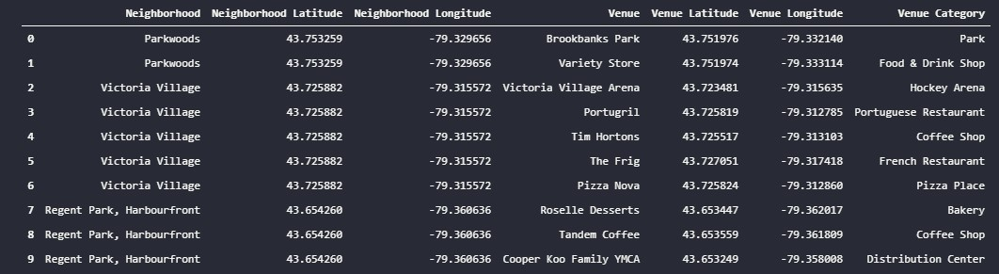 Neighborhood Neighborhood Latitude Neighborhood Longitude Venue Venue Latitude Venue Longitude Venue Category
0 Parkwoods 43.753259 -79.329656 Brookbanks Park 43.751976 -79.332140 Park
1 Parkwoods 43.753259 -79.329656 Variety Store 43.751974 -79.333114 Food & Drink Shop
2 Victoria Village 43.725882 -79.315572 Victoria Village Arena 43.723481 -79.315635 Hockey Arena
3 Victoria Village 43.725882 -79.315572 Portugril 43.725819 -79.312785 Portuguese Restaurant
4 Victoria Village 43.725882 -79.315572 Tim Hortons 43.725517 -79.313103 Coffee Shop
5 Victoria Village 43.725882 -79.315572 The Frig 43.727051 -79.317418 French Restaurant
6 Victoria Village 43.725882 -79.315572 Pizza Nova 43.725824 -79.312860 Pizza Place
7 Regent Park, Harbourfront 43.654260 -79.360636 Roselle Desserts 43.653447 -79.362017 Bakery
8 Regent Park, Harbourfront 43.654260 -79.360636 Tandem Coffee 43.653559 -79.361809 Coffee Shop
9 Regent Park, Harbourfront 43.654260 -79.360636 Cooper Koo Family YMCA 43.653249 -79.358008 Distribution Center